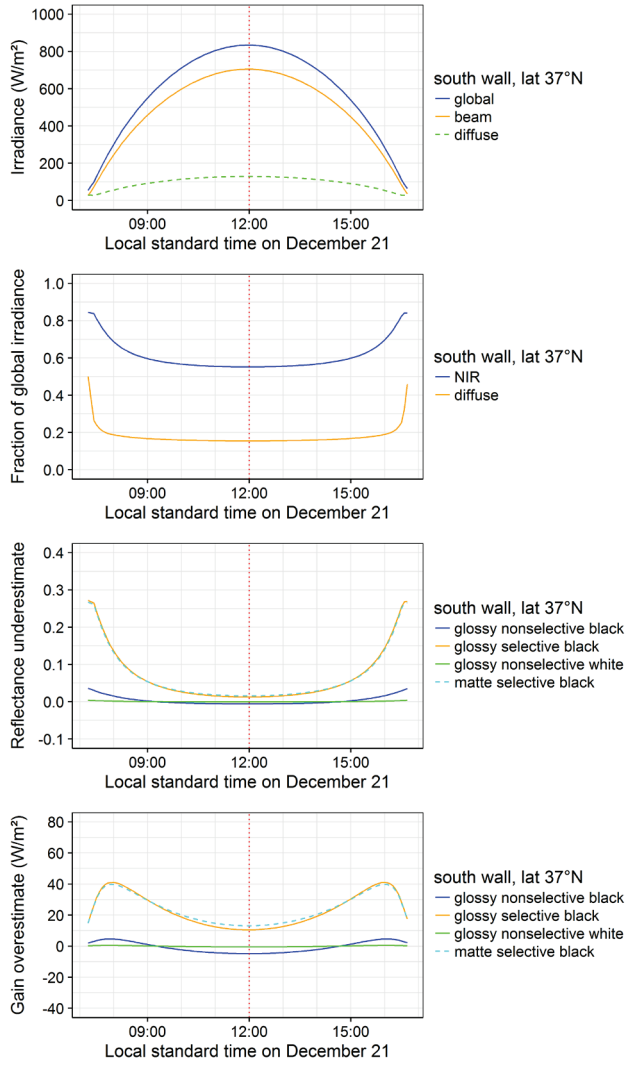 1000
800
600
400
200
0
Irradiance (W/m²)
09:00 12:00 15:00
Local standard time on December 21
south wall, lat 37°N
global
beam
diffuse
1.0
0.8
0.6
0.4
0.2
0.0
Fraction of global irradiance
09:00 12:00 15:00
Local standard time on December 21
south wall, lat 37°N
NIR
diffuse
0.4
0.3
0.2
0.1
0.0
-0.1
Reflectance underestimate
09:00 12:00 15:00
Local standard time on December 21
south wall, lat 37°N
glossy nonselective black
glossy selective black
glossy nonselective white
matte selective black
80
60
40
20
0
-20
-40
Gain overestimate (W/m²)
09:00 12:00 15:00
Local standard time on December 21
south wall, lat 37°N
glossy nonselective black
glossy selective black
glossy nonselective white
matte selective black